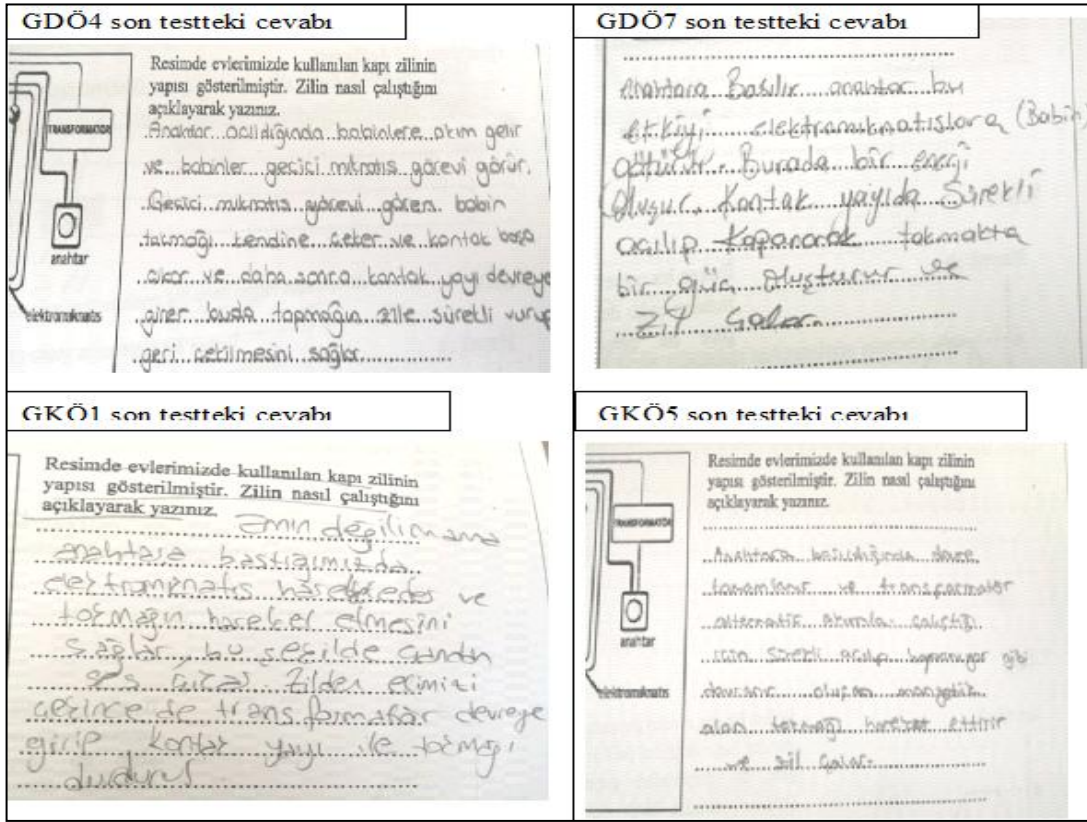 GDÖ4 son testteki cevabı
Resimde evlerimizde kullanılan kapı zilinin
yapısı gösterilmiştir. Zilin nasıl çalıştığını
açıklayarak yazınız.
TRANSFORMATÖR
anahtar
elektromıknatıs
Anahtar açıldığında bobinlere akım gelir
ve bobinler geçici mıknatıs görevi görür.
Geçici mıknatıs görevi gören bobin
tokmağı kendine çeker ve kontak boşa
çıkar ve daha sonra kontak yayı devreye
girer buda topmağın zille sürekli vurup
geri çekilmesini sağlar
GDÖ7 son testteki cevabı
Anahtara Basılır anahtar bu
etkiyi elektromıknatıslara (Bobin)
götürür. Burada bir enerji
Oluşur. Kontak yayıda Sürekli
açılıp Kapanarak tokmakta
bir güç oluşturur ve
zil Çalar.
GKÖ1 son testteki cevabı
Resimde evlerimizde kullanılan kapı zilinin
yapısı gösterilmiştir. Zilin nasıl çalıştığını
açıklayarak yazınız.
Emin değilim ama
anahtara bastığımızda
elektromıknatıs hareket eder ve
tokmağın hareket etmesini
sağlar, bu şekilde çandan
ses çıkar Zilden elimizi
çekince de transformatör devreye
girip kontak yayı ile tokmağı
durdurur
GKÖ5 son testteki cevabı
Resimde evlerimizde kullanılan kapı zilinin
yapısı gösterilmiştir. Zilin nasıl çalıştığını
açıklayarak yazınız.
TRANSFORMATÖR
anahtar
elektromıknatıs
Anahtara basıldığında devre
tamamlanır ve transformatör
alternatif akımla çalıştığı
için sürekli açılıp kapanıyor gibi
davranır oluşan manyetik
alan tokmağı hareket ettirir
ve zil çalar.